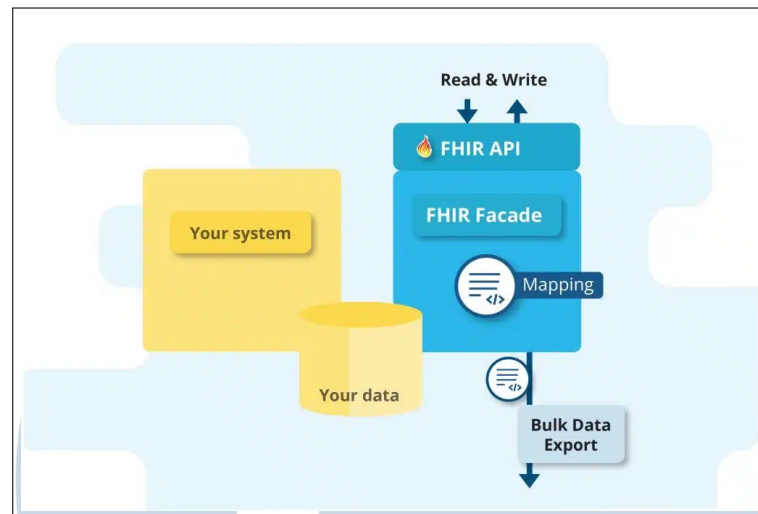 Read & Write
FHIR API
FHIR Facade
Your system
</> Mapping
Your data
</>
Bulk Data
Export